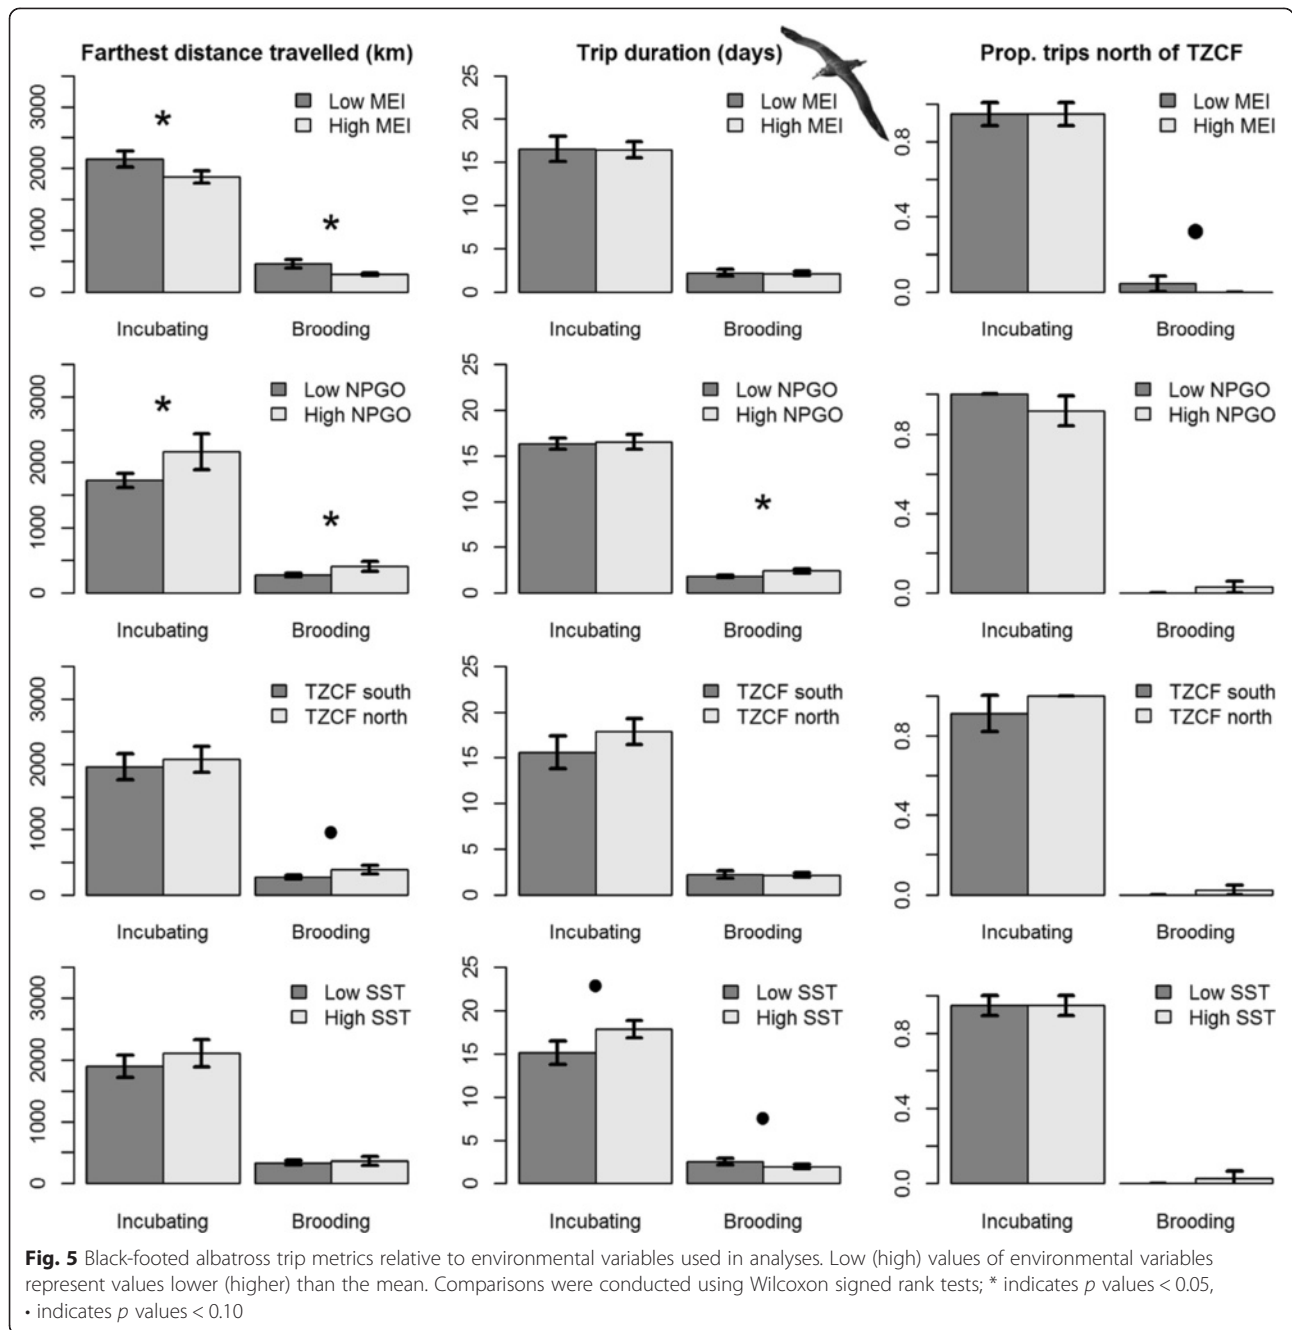 Farthest distance travelled (km) Trip duration (days) Prop. trips north of TZCF
3000 2000 1000 0
* *
Low MEI
High MEI
Incubating Brooding
25 20 15 10 5 0
Low MEI
High MEI
Incubating Brooding
0.8 0.4 0.0
•
Low MEI
High MEI
Incubating Brooding
3000 2000 1000 0
* *
Low NPGO
High NPGO
Incubating Brooding
25 20 15 10 5 0
*
Low NPGO
High NPGO
Incubating Brooding
0.8 0.4 0.0
Low NPGO
High NPGO
Incubating Brooding
3000 2000 1000 0
•
TZCF south
TZCF north
Incubating Brooding
25 20 15 10 5 0
TZCF south
TZCF north
Incubating Brooding
0.8 0.4 0.0
TZCF south
TZCF north
Incubating Brooding
3000 2000 1000 0
Low SST
High SST
Incubating Brooding
25 20 15 10 5 0
• •
Low SST
High SST
Incubating Brooding
0.8 0.4 0.0
Low SST
High SST
Incubating Brooding
Fig. 5 Black-footed albatross trip metrics relative to environmental variables used in analyses. Low (high) values of environmental variables
represent values lower (higher) than the mean. Comparisons were conducted using Wilcoxon signed rank tests; * indicates p values < 0.05,
• indicates p values < 0.10